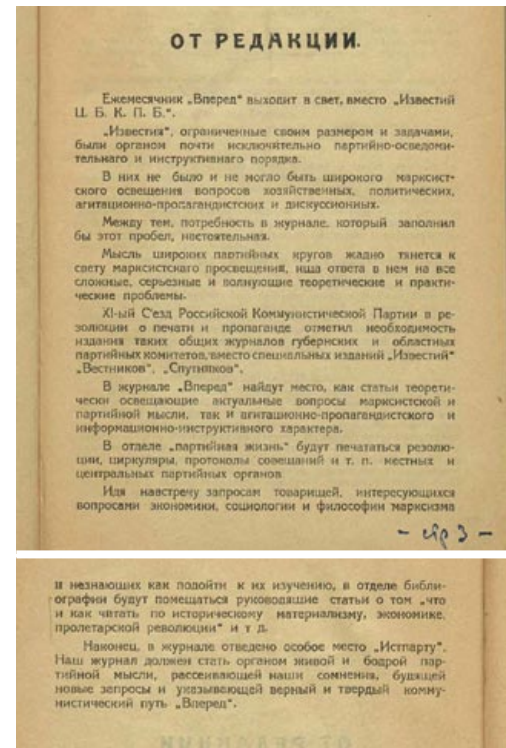 ОТ РЕДАКЦИИ.
Ежемесячник „Вперед“ выходит в свет, вместо „Известий
Ц. Б. К. П. Б.“.
„Известия“, ограниченные своим размером и задачами,
были органом почти исключительно партийно-осведоми-
тельнаго и инструктивнаго порядка.
В них не было и не могло быть широкого марксист-
ского освещения вопросов хозяйственных, политических,
агитационно-пропагандистских и дискуссионных.
Между тем, потребность в журнале, который заполнил
бы этот пробел, настоятельная.
Мысль широких партийных кругов жадно тянется к
свету марксистскаго просвещения, ища ответа в нем на все
сложные, серьезные и волнующие теоретические и практи-
ческие проблемы.
XI-ый С'езд Российской Коммунистической Партии в ре-
золюции о печати и пропаганде отметил необходимость
издания таких общих журналов губернских и областных
партийных комитетов, вместо специальных изданий „Известий“
„Вестников“, „Спутников“.
В журнале „Вперед“ найдут место, как статьи теорети-
чески освещающие актуальные вопросы марксистской и
партийной мысли, так и агитационно-пропагандистского и
информационно-инструктивного характера.
В отделе „партийная жизнь“ будут печататься резолю-
ции, циркуляры, протоколы совещаний и т. п. местных и
центральных партийных органов
Идя навстречу запросам товарищей, интересующихся
вопросами экономики, социологии и философии марксизма
- стр 3 -
и незнающих как подойти к их изучению, в отделе библи-
ографии будут помещаться руководящие статьи о том „что
и как читать по историческому материализму, экономике,
пролетарской революции“ и т д.
Наконец, в журнале отведено особое место „Истпарту“.
Наш журнал должен стать органом живой и бодрой пар-
тийной мысли, рассеивающей наши сомнения, будящей
новые запросы и указывающей верный и твердый комму-
нистический путь „Вперед“.